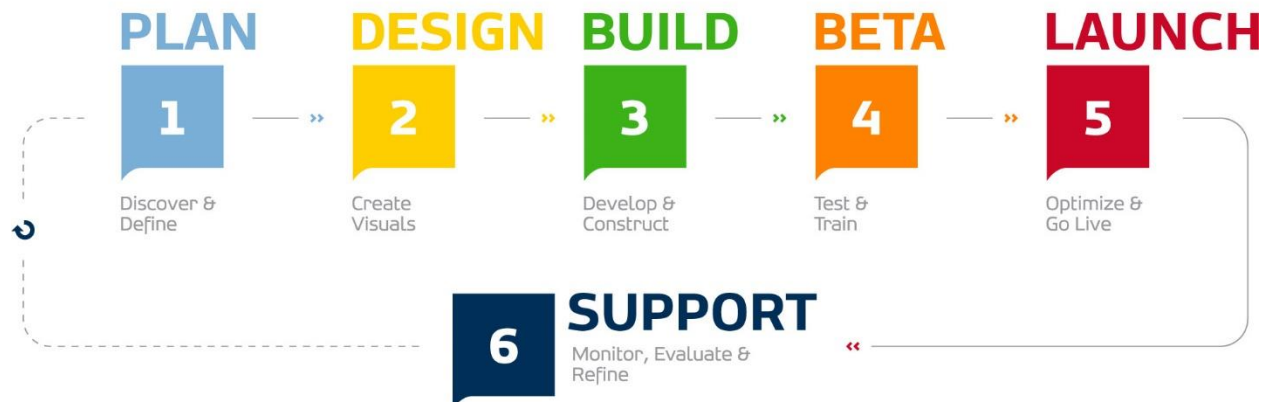 PLAN
1
Discover &
Define
DESIGN
2
Create
Visuals
BUILD
3
Develop &
Construct
BETA
4
Test &
Train
LAUNCH
5
Optimize &
Go Live
6
SUPPORT
Monitor, Evaluate &
Refine